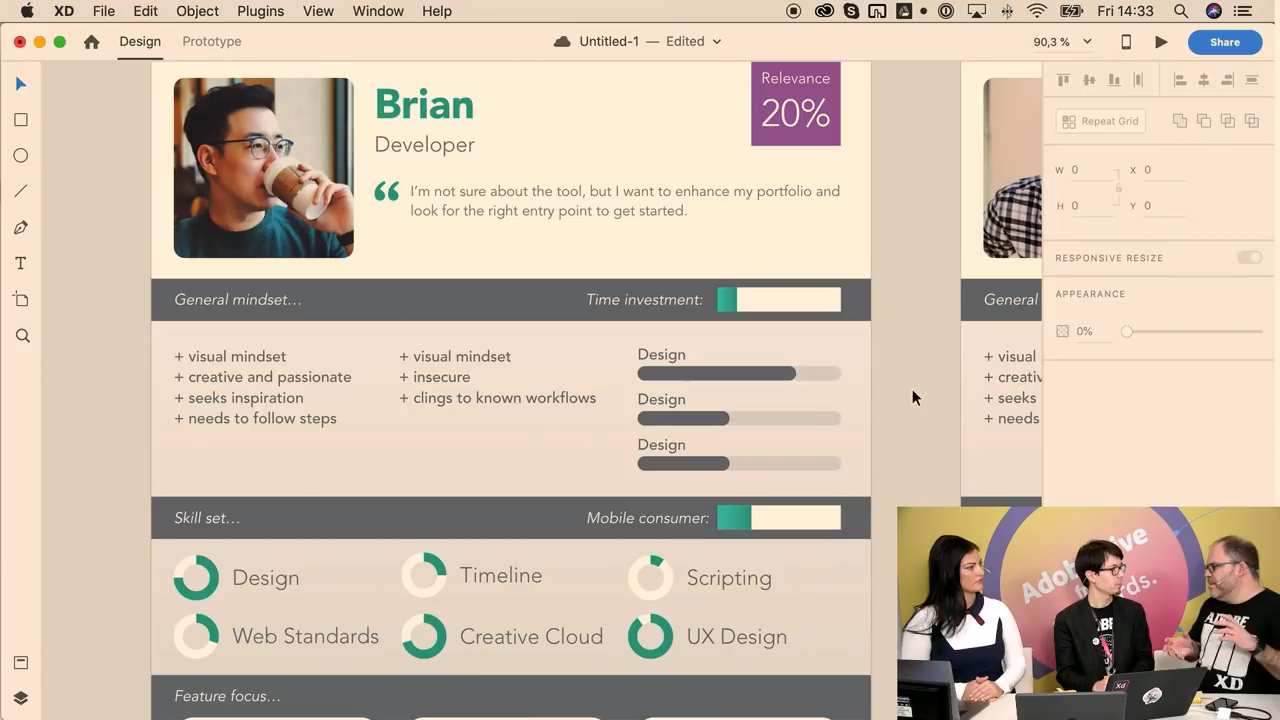 XD File Edit Object Plugins View Window Help Fri 14:33
Design Prototype Untitled-1 — Edited 90,3 % Share
Brian
Developer
Relevance
20%
“ I’m not sure about the tool, but I want to enhance my portfolio and
look for the right entry point to get started.
General mindset… Time investment:
+ visual mindset
+ creative and passionate
+ seeks inspiration
+ needs to follow steps
+ visual mindset
+ insecure
+ clings to known workflows
Design
Design
Design
Skill set… Mobile consumer:
Design Timeline Scripting
Web Standards Creative Cloud UX Design
Feature focus…
General
+ visual
+ creativ
+ seeks
+ needs
Repeat Grid
W 0 X 0
H 0 Y 0
RESPONSIVE RESIZE
APPEARANCE
0%
ADOBE
XD
Xd